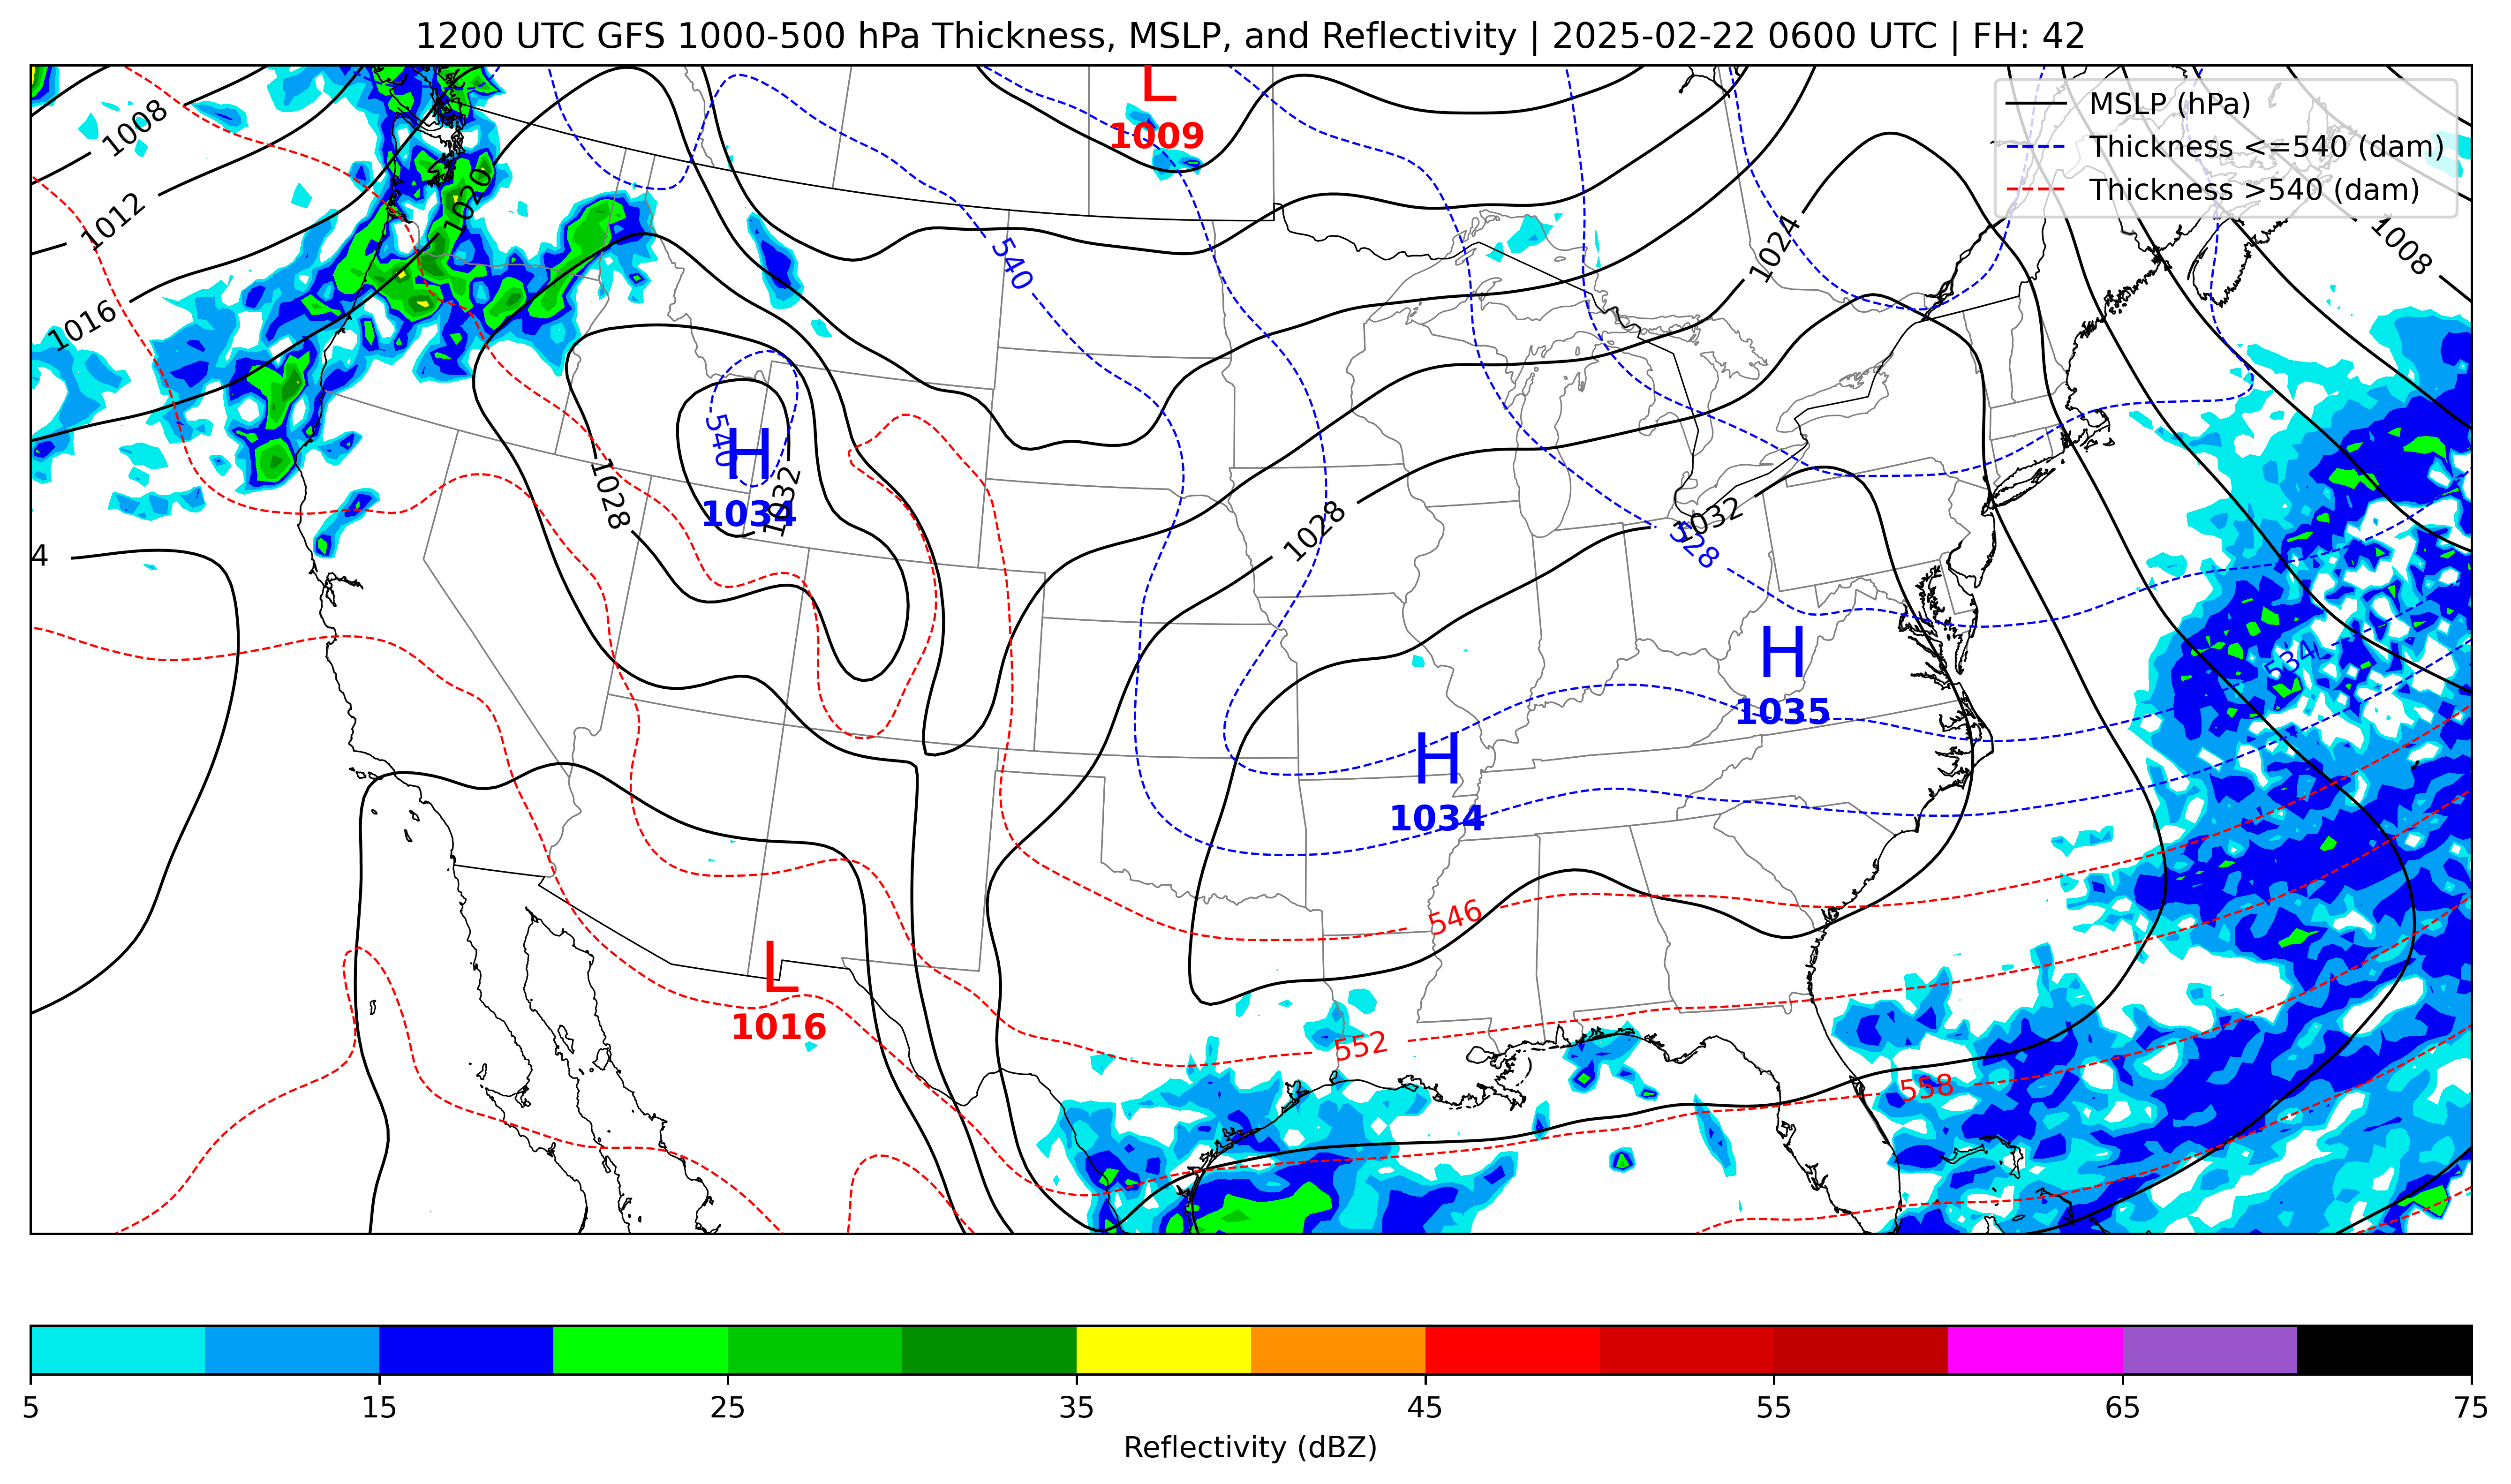 1200 UTC GFS 1000-500 hPa Thickness, MSLP, and Reflectivity | 2025-02-22 0600 UTC | FH: 42
MSLP (hPa)
Thickness <=540 (dam)
Thickness >540 (dam)
L
1009
1008
1012
1016
1020
1024
1008
540
540
H
1034
1032
1028
4
1028
1032
528
H
1035
534
H
1034
546
L
1016
552
558
5 15 25 35 45 55 65 75
Reflectivity (dBZ)